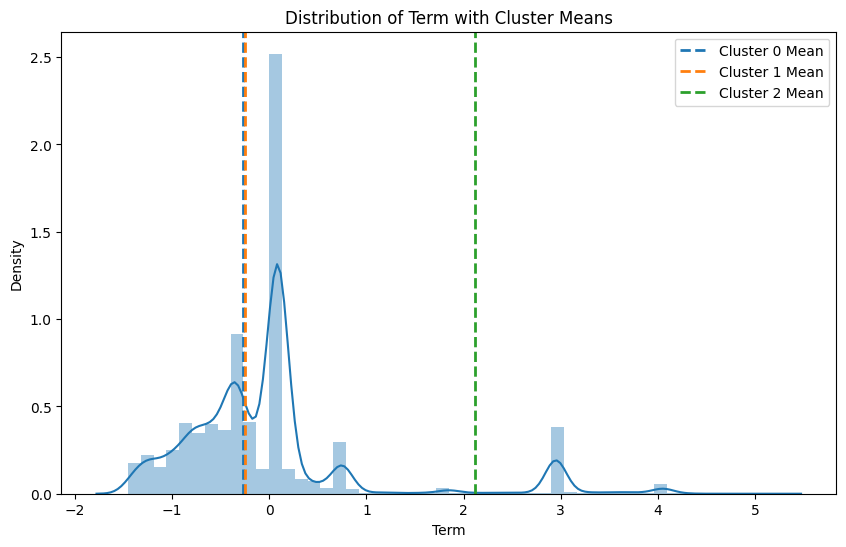 Distribution of Term with Cluster Means
Cluster 0 Mean
Cluster 1 Mean
Cluster 2 Mean
Density
2.5
2.0
1.5
1.0
0.5
0.0
−2
−1
0
1
2
3
4
5
Term